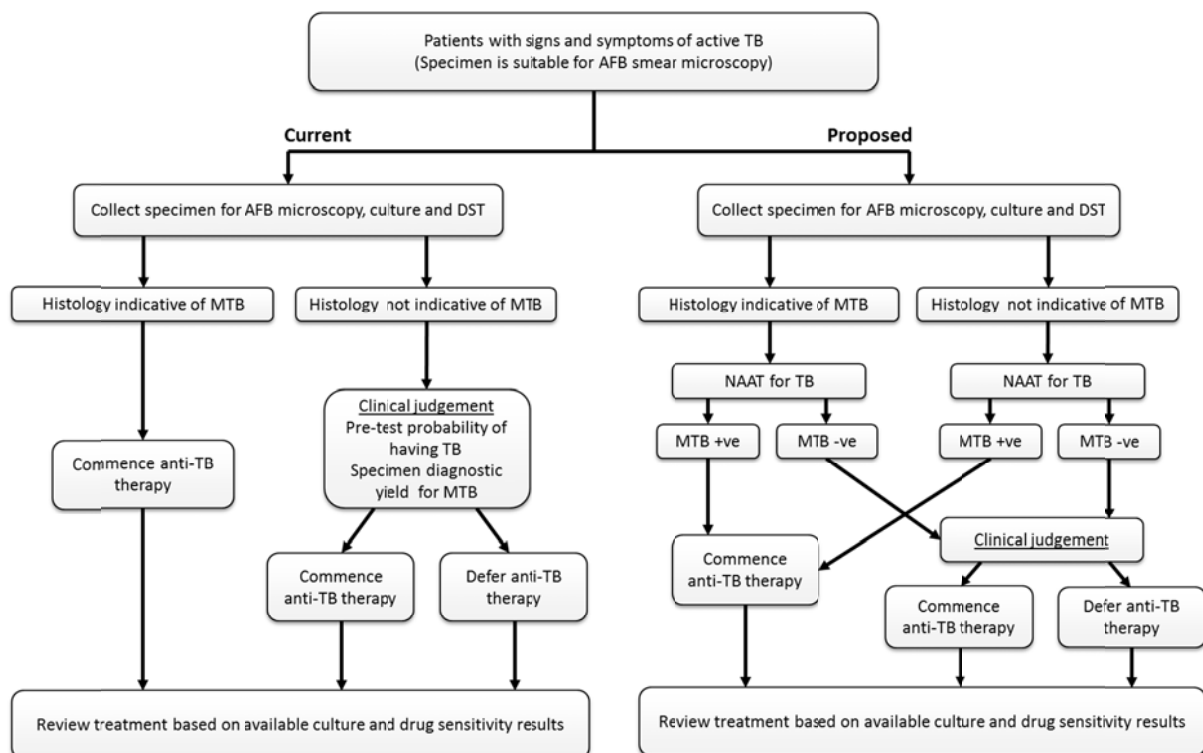 Patients with signs and symptoms of active TB
(Specimen is suitable for AFB smear microscopy)
Current
Proposed
Collect specimen for AFB microscopy, culture and DST
Histology indicative of MTB
Histology not indicative of MTB
Clinical judgement
Pre-test probability of
having TB
Specimen diagnostic
yield for MTB
Commence anti-TB
therapy
Commence
anti-TB therapy
Defer anti-TB
therapy
Review treatment based on available culture and drug sensitivity results
Collect specimen for AFB microscopy, culture and DST
Histology indicative of MTB
Histology not indicative of MTB
NAAT for TB
NAAT for TB
MTB +ve
MTB -ve
MTB +ve
MTB -ve
Clinical judgement
Commence
anti-TB therapy
Commence
anti-TB therapy
Defer anti-TB
therapy
Review treatment based on available culture and drug sensitivity results